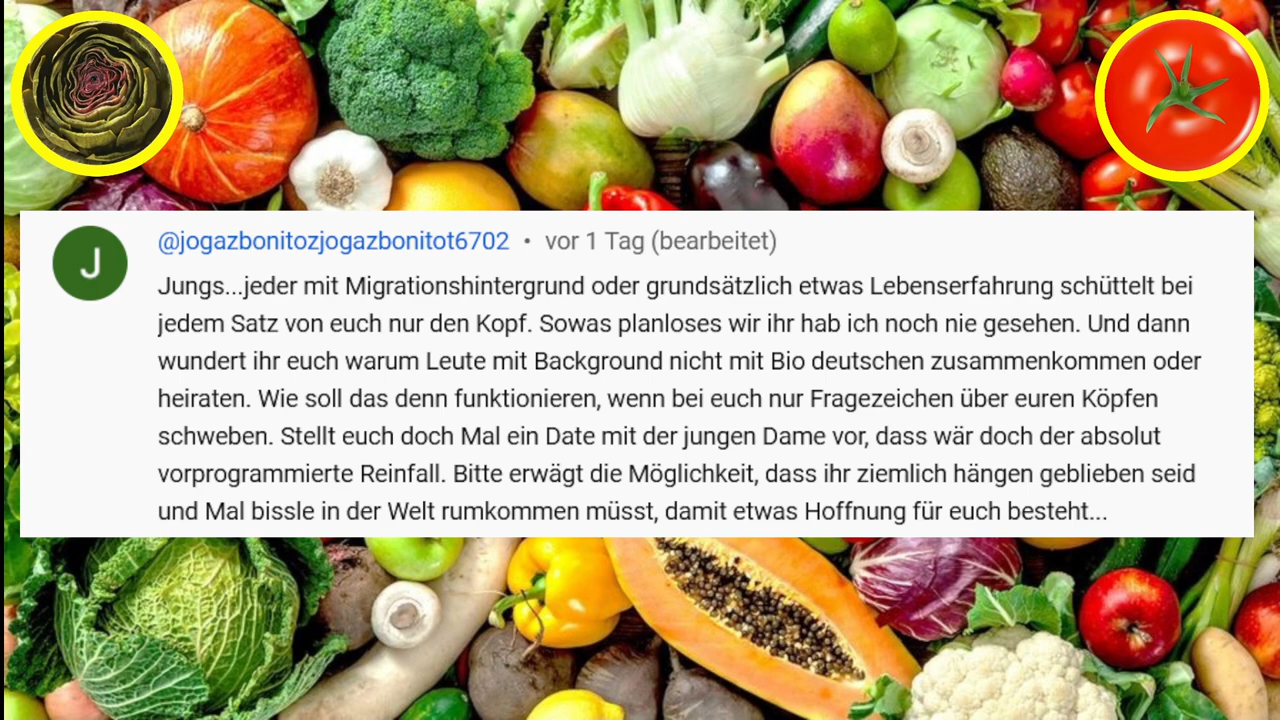 J
@jogazbonitozjogazbonitot6702 • vor 1 Tag (bearbeitet)
Jungs...jeder mit Migrationshintergrund oder grundsätzlich etwas Lebenserfahrung schüttelt bei
jedem Satz von euch nur den Kopf. Sowas planloses wir ihr hab ich noch nie gesehen. Und dann
wundert ihr euch warum Leute mit Background nicht mit Bio deutschen zusammenkommen oder
heiraten. Wie soll das denn funktionieren, wenn bei euch nur Fragezeichen über euren Köpfen
schweben. Stellt euch doch Mal ein Date mit der jungen Dame vor, dass wär doch der absolut
vorprogrammierte Reinfall. Bitte erwägt die Möglichkeit, dass ihr ziemlich hängen geblieben seid
und Mal bissle in der Welt rumkommen müsst, damit etwas Hoffnung für euch besteht...